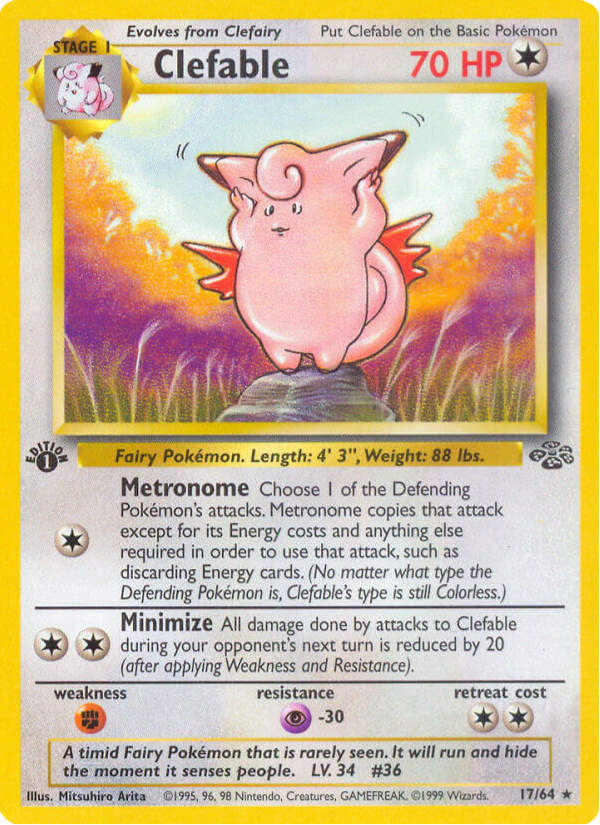 Evolves from Clefairy Put Clefable on the Basic Pokémon
STAGE 1
Clefable 70 HP
EDITION
1
Fairy Pokémon. Length: 4' 3", Weight: 88 lbs.
Metronome Choose 1 of the Defending
Pokémon's attacks. Metronome copies that attack
except for its Energy costs and anything else
required in order to use that attack, such as
discarding Energy cards. (No matter what type the
Defending Pokémon is, Clefable's type is still Colorless.)
Minimize All damage done by attacks to Clefable
during your opponent's next turn is reduced by 20
(after applying Weakness and Resistance).
weakness resistance retreat cost
-30
A timid Fairy Pokémon that is rarely seen. It will run and hide
the moment it senses people. LV. 34 #36
Illus. Mitsuhiro Arita ©1995, 96, 98 Nintendo, Creatures, GAMEFREAK. ©1999 Wizards. 17/64 ★